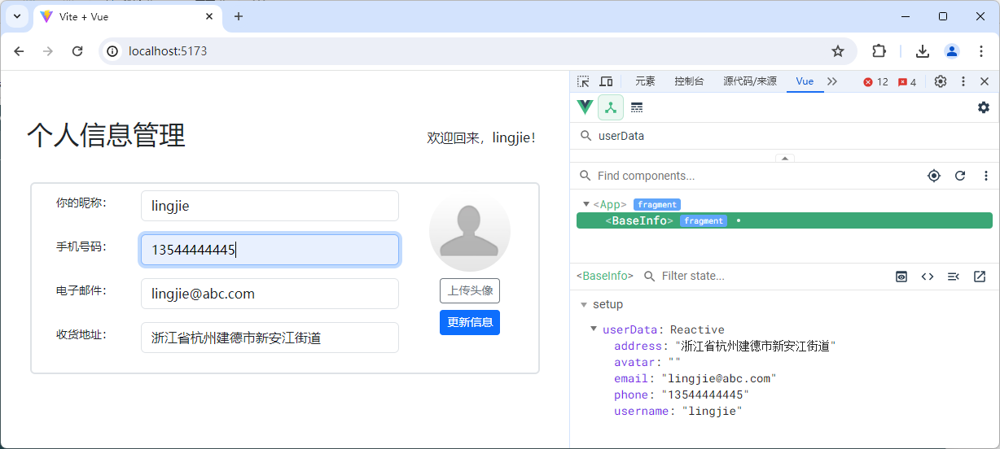 Vite + Vue
localhost:5173
元素 控制台 源代码/来源 Vue 12 4
userData
个人信息管理
欢迎回来，lingjie！
Find components...
<App> fragment
<BaseInfo> fragment
你的昵称： lingjie
手机号码： 13544444445
电子邮件： lingjie@abc.com
收货地址： 浙江省杭州建德市新安江街道
上传头像
更新信息
<BaseInfo> Filter state...
setup
userData: Reactive
address: "浙江省杭州建德市新安江街道"
avatar: ""
email: "lingjie@abc.com"
phone: "13544444445"
username: "lingjie"